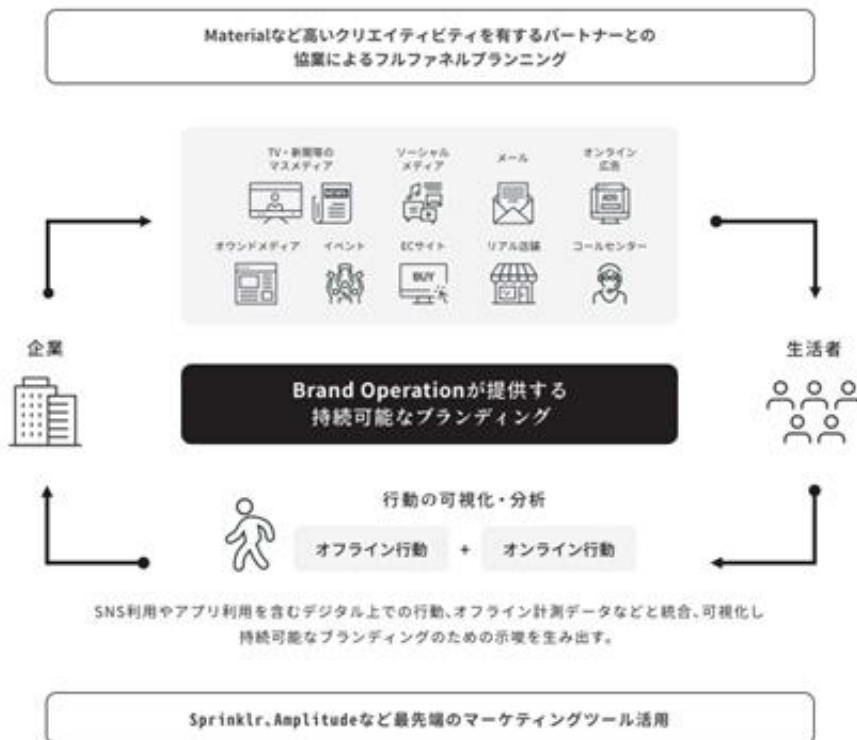 Materialなど高いクリエイティビティを有するパートナーとの
協業によるフルファネルプランニング
TV・新聞等の
マスメディア
ソーシャル
メディア
メール
オンライン
広告
NEWS
ADS
オウンドメディア
イベント
ECサイト
リアル店舗
コールセンター
BUY
企業
生活者
Brand Operationが提供する
持続可能なブランディング
行動の可視化・分析
オフライン行動 + オンライン行動
SNS利用やアプリ利用を含むデジタル上での行動、オフライン計測データなどと統合、可視化し
持続可能なブランディングのための示唆を生み出す。
Sprinklr、Amplitudeなど最先端のマーケティングツール活用